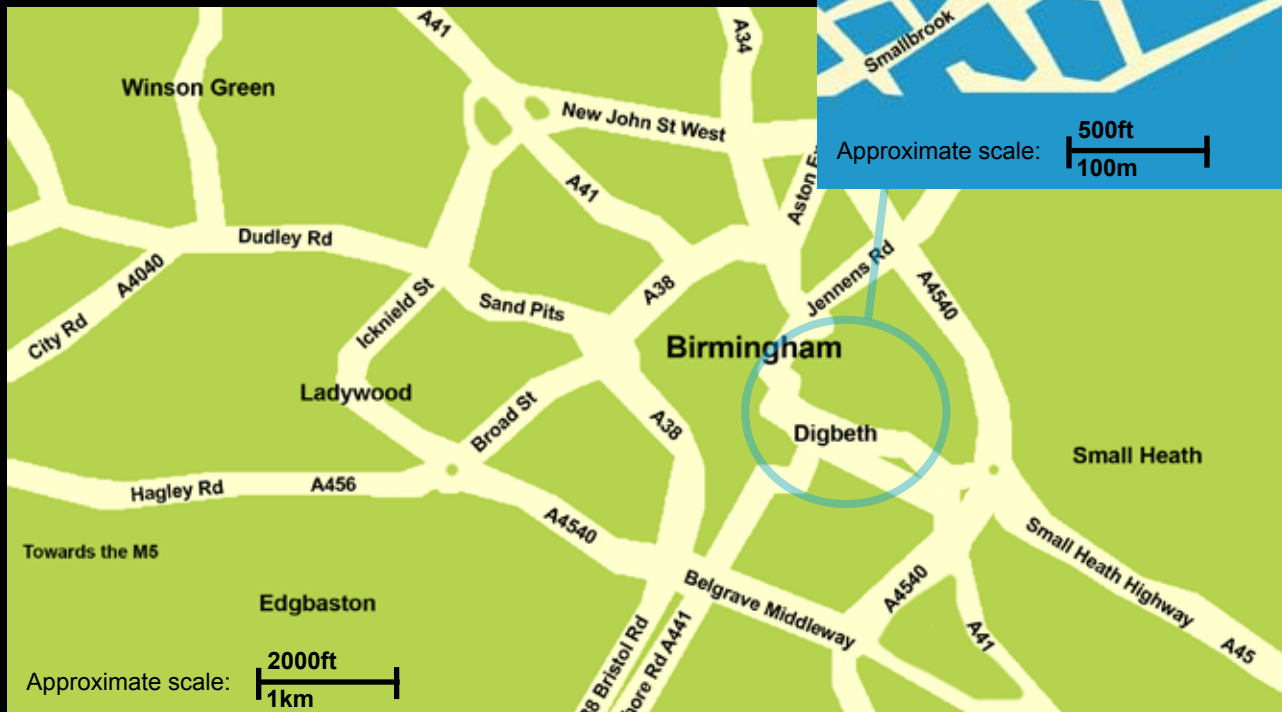 A41
A34
Smallbrook
Winson Green
New John St West
500ft
Approximate scale:
100m
A41
Aston
Dudley Rd
Jennens Rd
A4040
A38
A4540
Icknield St
Sand Pits
City Rd
Birmingham
Ladywood
Broad St
A38
Digbeth
Small Heath
Hagley Rd
A456
A4540
Towards the M5
Small Heath Highway
Belgrave Middleway
A4540
Edgbaston
A41
A45
2000ft
Approximate scale:
1km
Bristol Rd
Rd A441